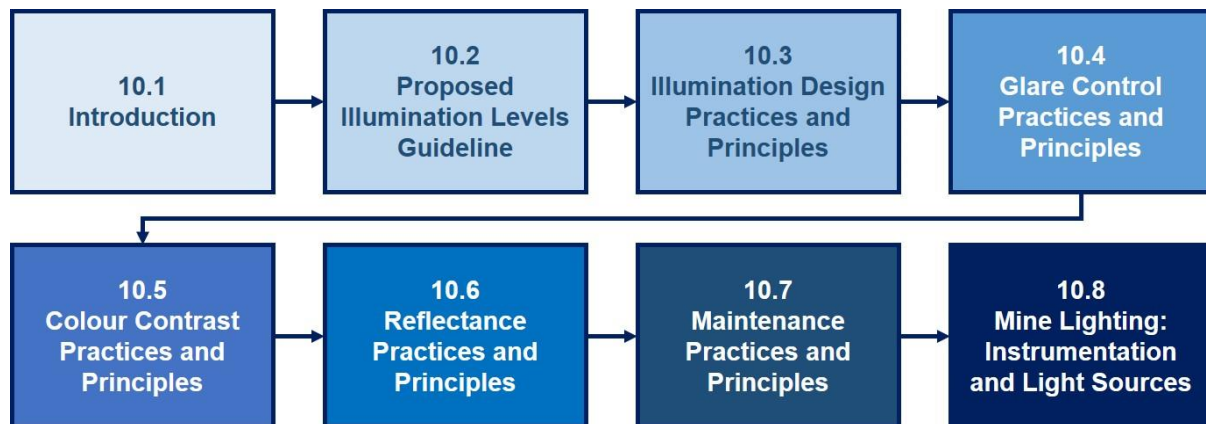 10.1
Introduction
10.2
Proposed
Illumination Levels
Guideline
10.3
Illumination Design
Practices and
Principles
10.4
Glare Control
Practices and
Principles
10.5
Colour Contrast
Practices and
Principles
10.6
Reflectance
Practices and
Principles
10.7
Maintenance
Practices and
Principles
10.8
Mine Lighting:
Instrumentation
and Light Sources